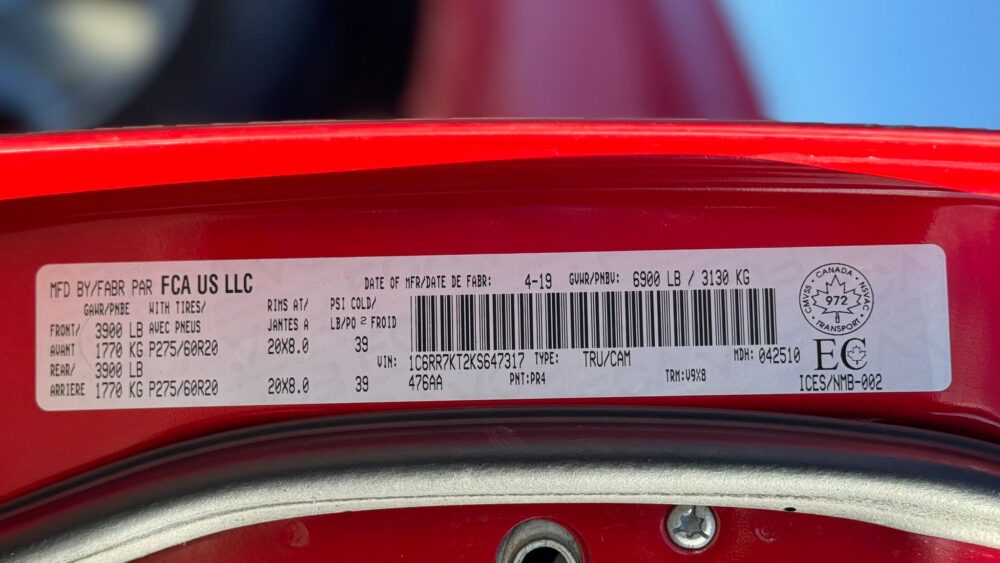 MFD BY/FABR PAR FCA US LLC
DATE OF MFR/DATE DE FABR: 4-19 GVWR/PNBV: 6900 LB / 3130 KG
GAWR/PNBE WITH TIRES/ RIMS AT/ PSI COLD/
FRONT/ 3900 LB AVEC PNEUS JANTES A LB/PO 2 FROID
AVANT 1770 KG P275/60R20 20X8.0 39
REAR/ 3900 LB
ARRIERE 1770 KG P275/60R20 20X8.0 39
VIN: 1C6RR7KT2KS647317 TYPE: TRU/CAM MDH: 042510
476AA PNT:PR4 TRM:V9X8
CANADA
CMVSS 972 NSVAC
TRANSPORT
EC
ICES/NMB-002